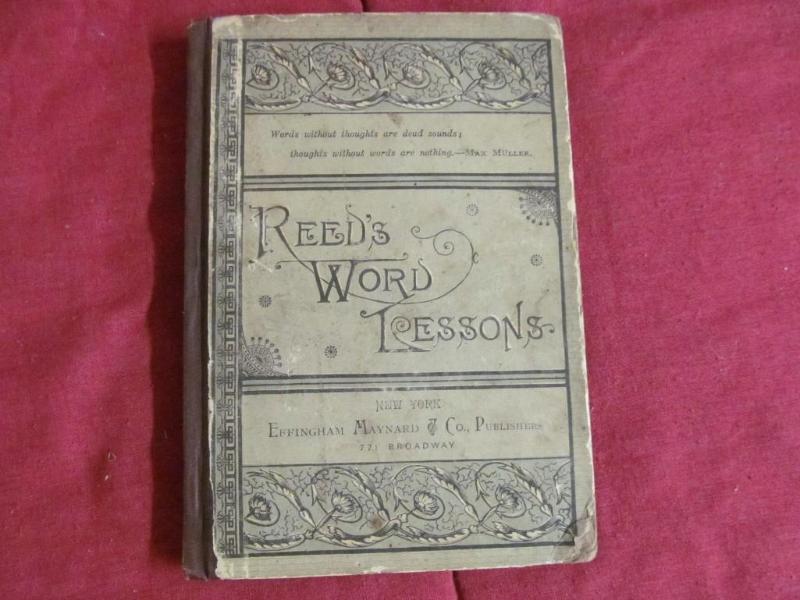 Words without thoughts are dead sounds;
thoughts without words are nothing.—MAX MÜLLER.
REED'S
WORD
LESSONS
NEW YORK
EFFINGHAM MAYNARD & CO., PUBLISHERS
771 BROADWAY